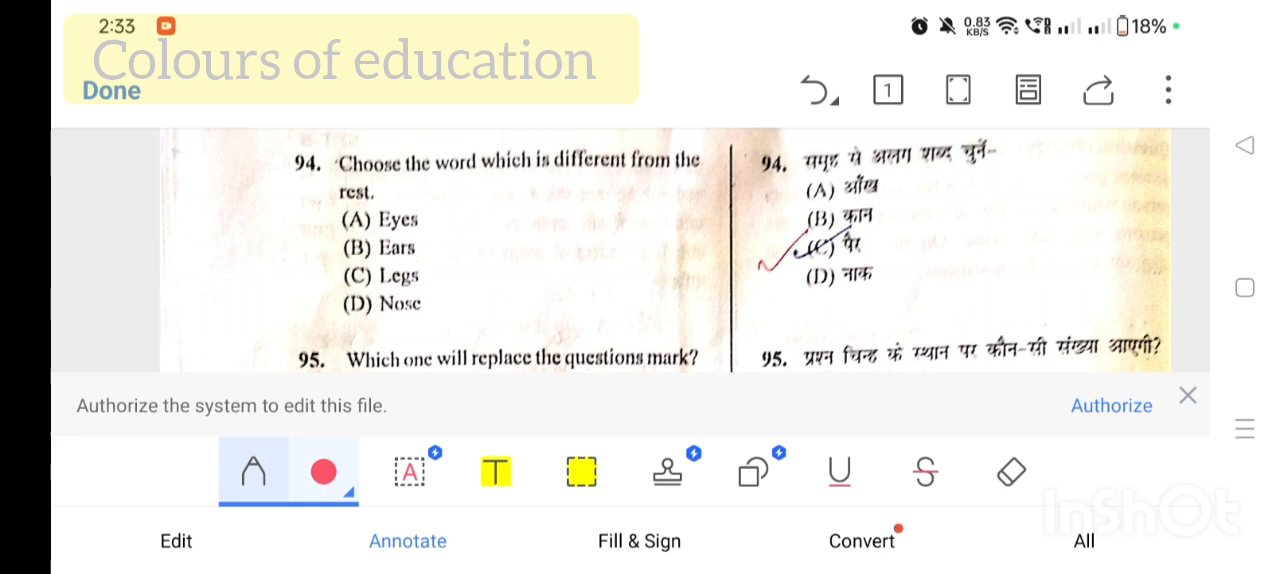 2:33
0.83 KB/S
18%
Colours of education
Done
1
94. Choose the word which is different from the
rest.
(A) Eyes
(B) Ears
(C) Legs
(D) Nose
95. Which one will replace the questions mark?
94. समूह से अलग शब्द चुनें-
(A) आँख
(B) कान
(C) पैर
(D) नाक
95. प्रश्न चिन्ह के स्थान पर कौन-सी संख्या आएगी?
Authorize the system to edit this file.
Authorize
A
T
U
S
InShOt
Edit
Annotate
Fill & Sign
Convert
All